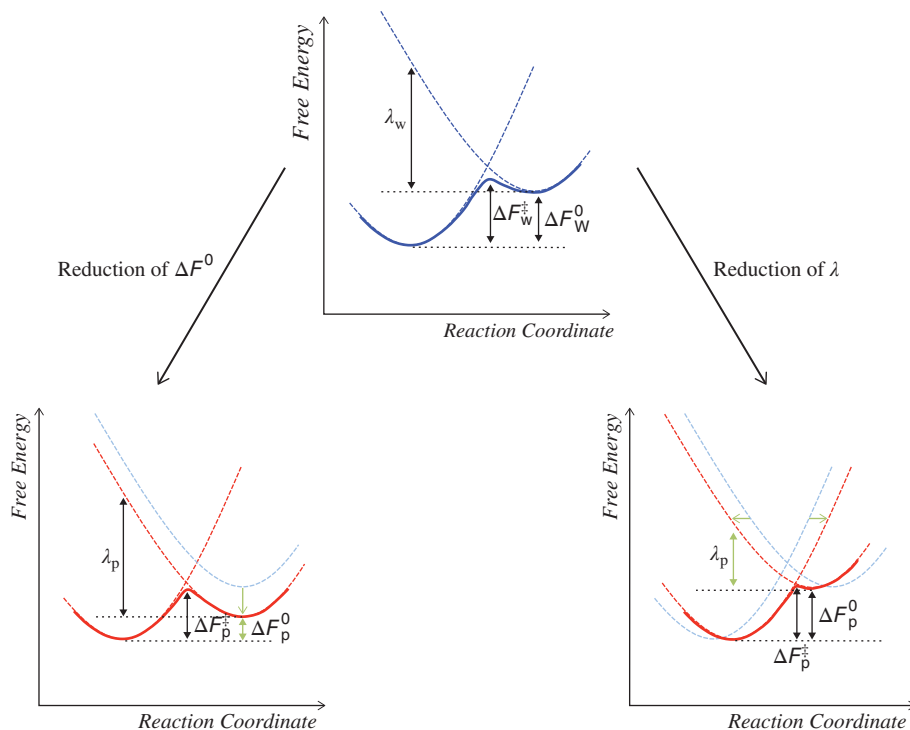 Free Energy
λw
ΔF‡w
ΔF0W
Reaction Coordinate
Reduction of ΔF0
Reduction of λ
Free Energy
λp
ΔF‡p
ΔF0p
Reaction Coordinate
Free Energy
λp
ΔF0p
ΔF‡p
Reaction Coordinate